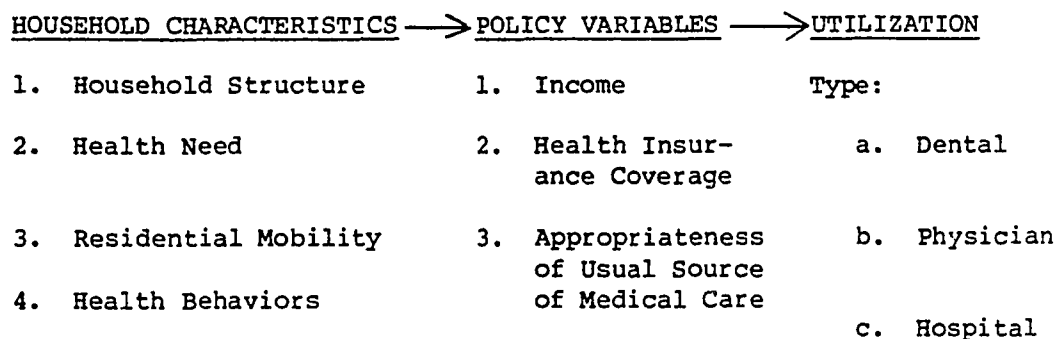 HOUSEHOLD CHARACTERISTICS → POLICY VARIABLES → UTILIZATION
1. Household Structure
2. Health Need
3. Residential Mobility
4. Health Behaviors
1. Income
2. Health Insur-
ance Coverage
3. Appropriateness
of Usual Source
of Medical Care
Type:
a. Dental
b. Physician
c. Hospital